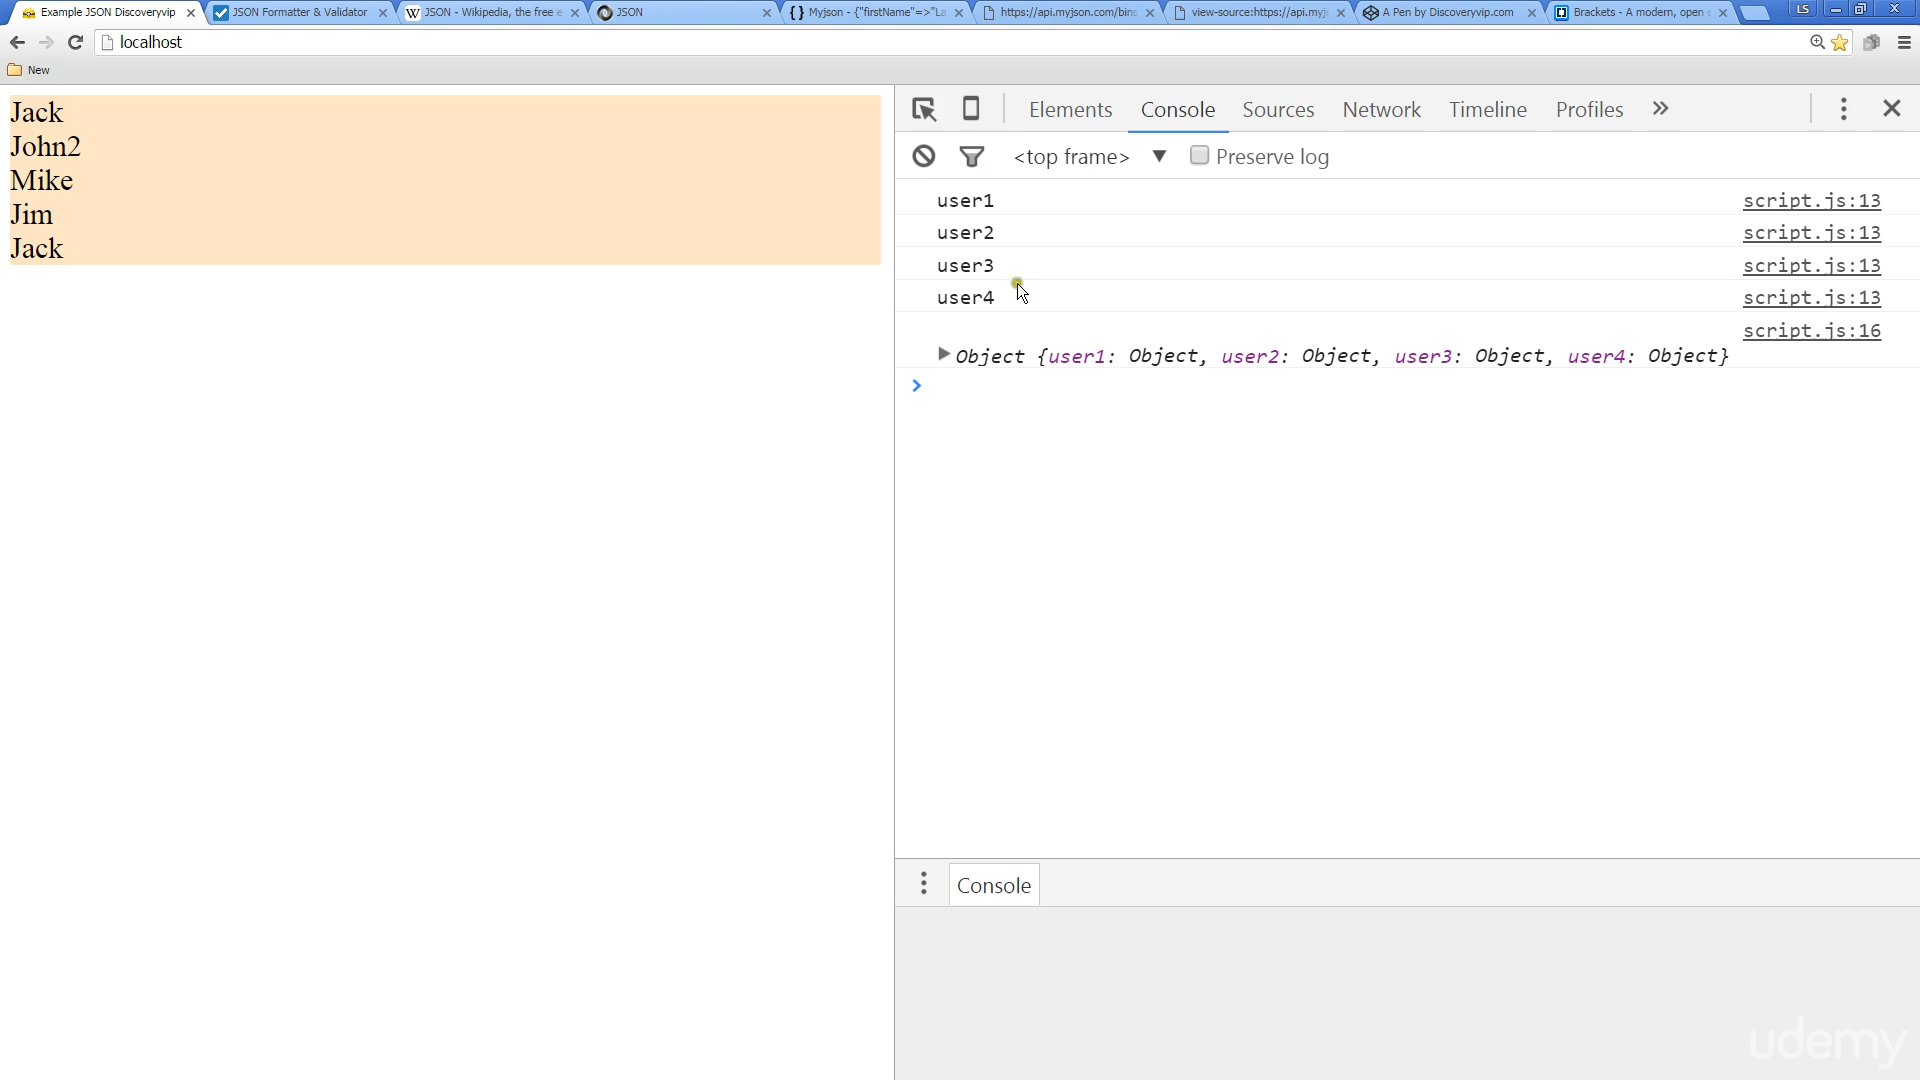 Example JSON Discoveryvip
JSON Formatter & Validator
W JSON - Wikipedia, the free e
JSON
{ } Myjson - {"firstName"=>"La
https://api.myjson.com/bins
view-source:https://api.myjs
A Pen by Discoveryvip.com
Brackets - A modern, open s
LS
localhost
New
Jack
John2
Mike
Jim
Jack
Elements Console Sources Network Timeline Profiles »
<top frame> ▼ Preserve log
user1 script.js:13
user2 script.js:13
user3 script.js:13
user4 script.js:13
script.js:16
Object {user1: Object, user2: Object, user3: Object, user4: Object}
Console
udemy